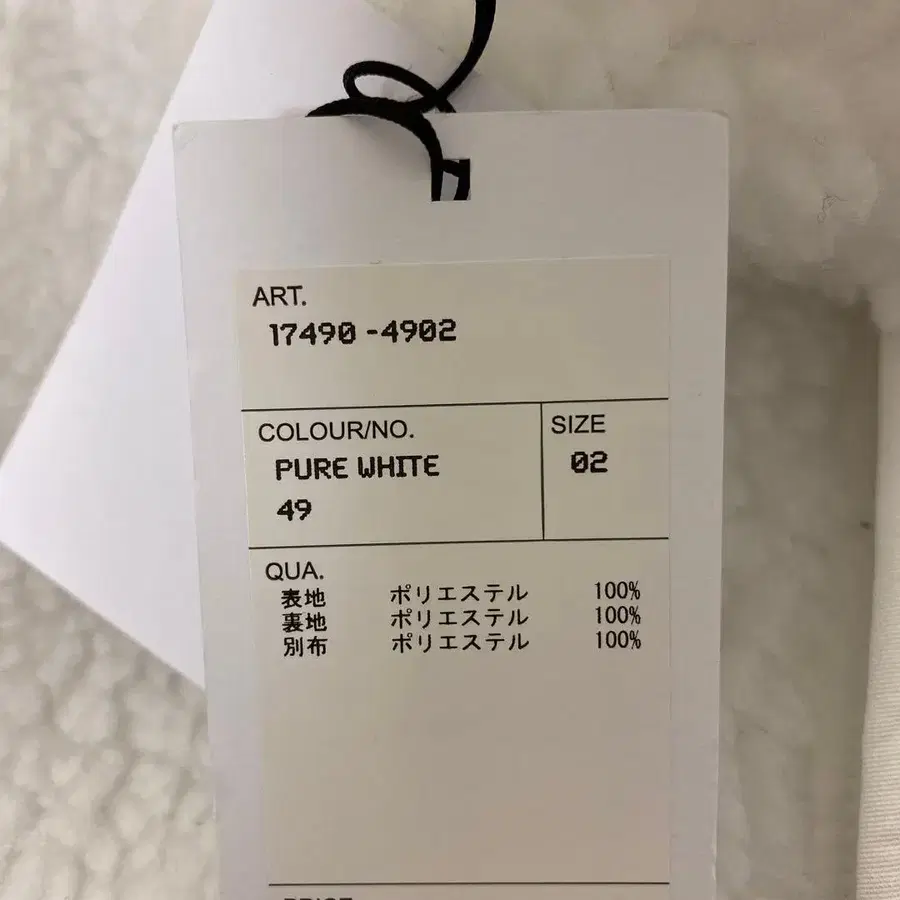 ART.
17490-4902
COLOUR/NO.
SIZE
PURE WHITE
02
49
QUA.
表地 ポリエステル 100%
裏地 ポリエステル 100%
別布 ポリエステル 100%